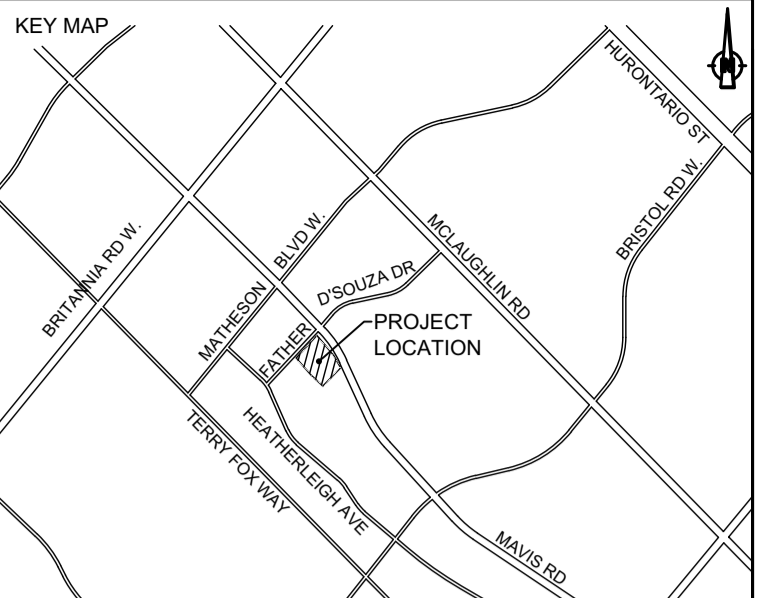 KEY MAP
N
HURONTARIO ST
BRISTOL RD W.
MCLAUGHLIN RD
BLVD W.
BRITANNIA RD W.
D'SOUZA DR
MATHESON
FATHER
PROJECT
LOCATION
TERRY FOX WAY
HEATHERLEIGH AVE
MAVIS RD